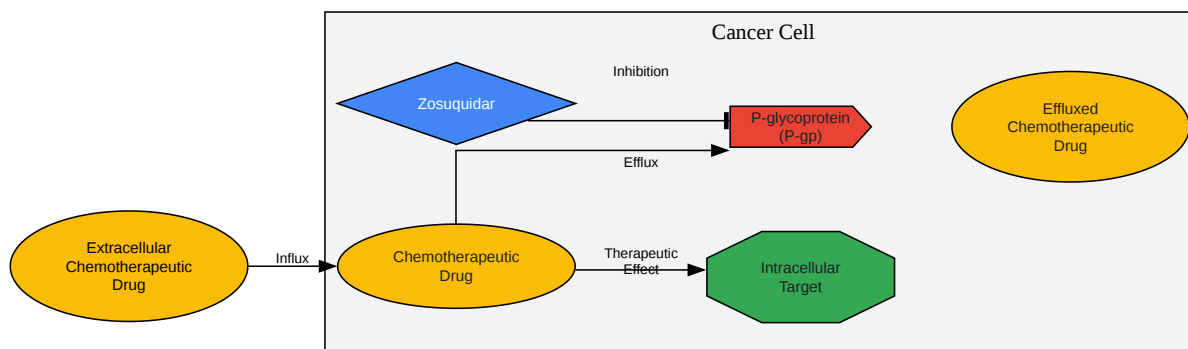 Cancer Cell
Inhibition
Zosuquidar
P-glycoprotein
(P-gp)
Effluxed
Chemotherapeutic
Drug
Efflux
Extracellular
Chemotherapeutic
Drug
Influx
Chemotherapeutic
Drug
Therapeutic
Effect
Intracellular
Target